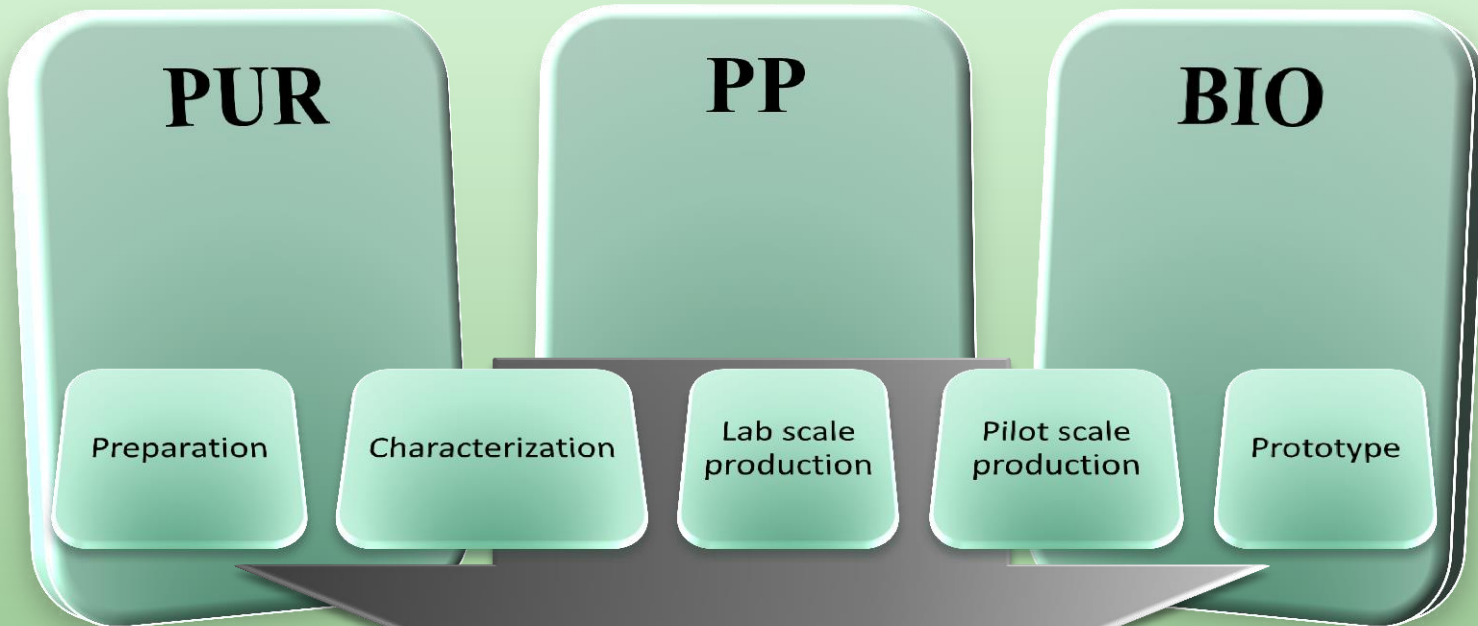 PUR
PP
BIO
Preparation
Characterization
Lab scale
production
Pilot scale
production
Prototype